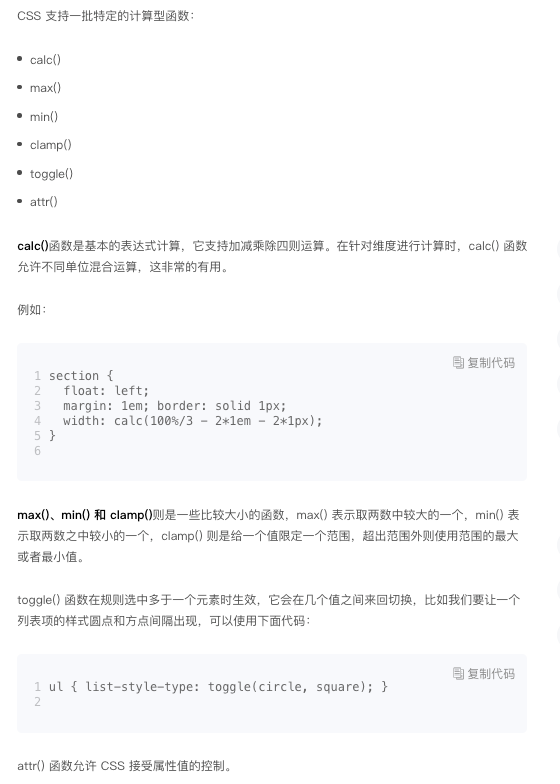 CSS 支持一批特定的计算型函数：
• calc()
• max()
• min()
• clamp()
• toggle()
• attr()
calc()函数是基本的表达式计算，它支持加减乘除四则运算。在针对维度进行计算时，calc() 函数
允许不同单位混合运算，这非常的有用。
例如：
复制代码
1 section {
2   float: left;
3   margin: 1em; border: solid 1px;
4   width: calc(100%/3 - 2*1em - 2*1px);
5 }
6
max()、min() 和 clamp()则是一些比较大小的函数，max() 表示取两数中较大的一个，min() 表
示取两数之中较小的一个，clamp() 则是给一个值限定一个范围，超出范围外则使用范围的最大
或者最小值。
toggle() 函数在规则选中多于一个元素时生效，它会在几个值之间来回切换，比如我们要让一个
列表项的样式圆点和方点间隔出现，可以使用下面代码：
复制代码
1 ul { list-style-type: toggle(circle, square); }
2
attr() 函数允许 CSS 接受属性值的控制。